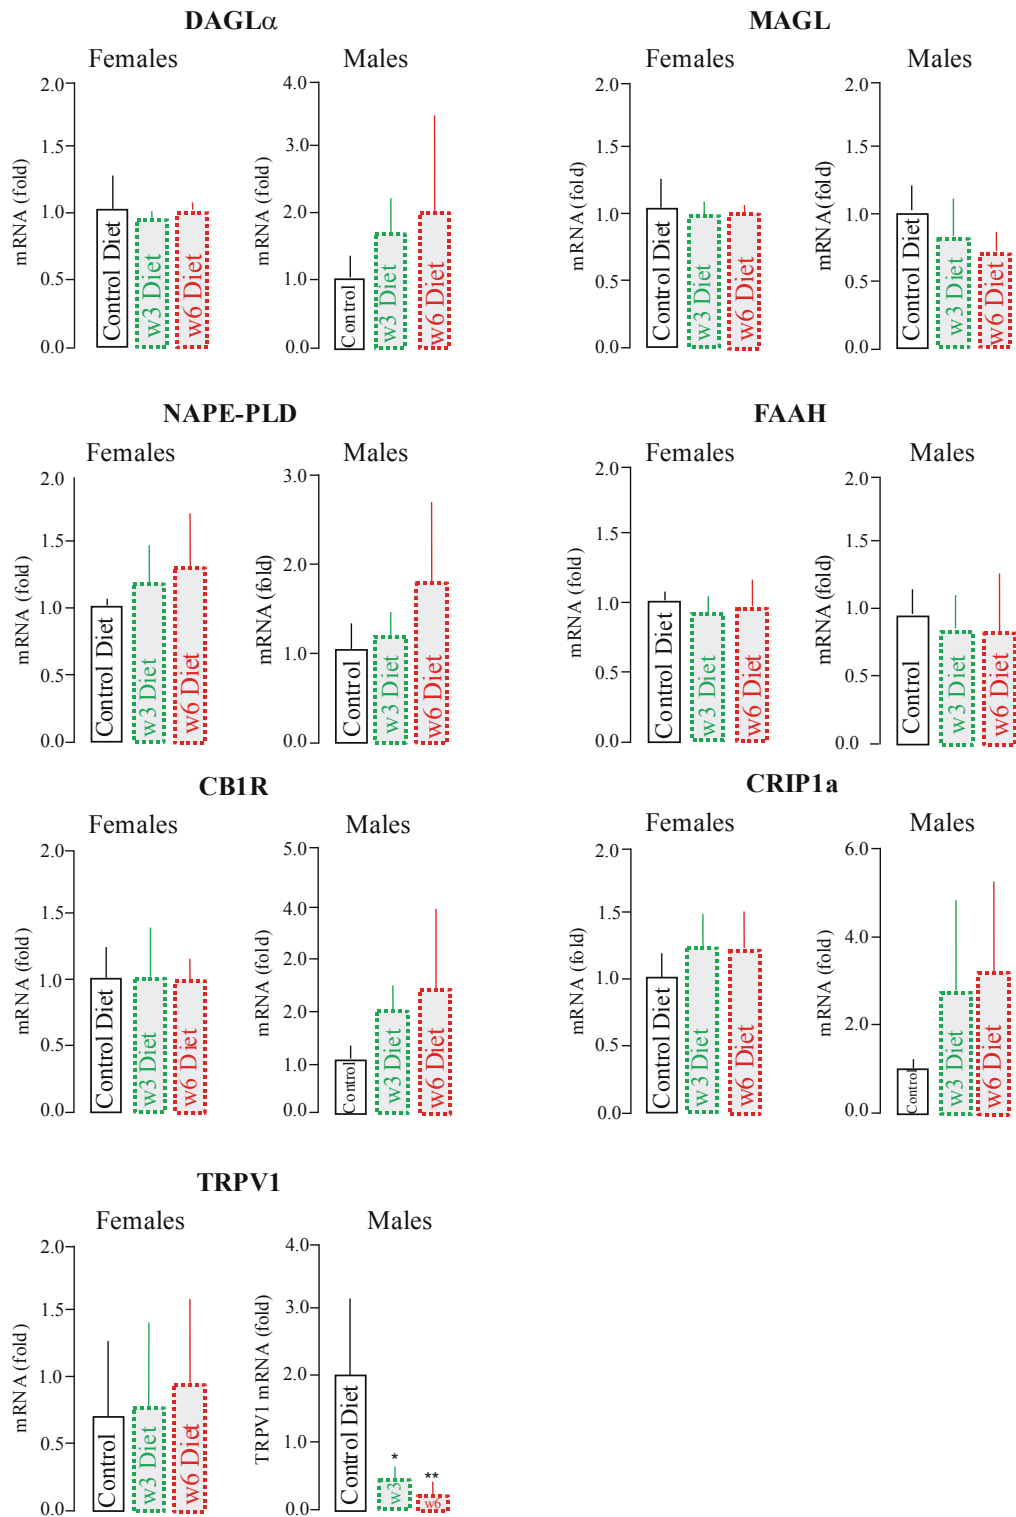 DAGLα
Females
mRNA (fold)
2.0
1.5
1.0
0.5
0.0
Control Diet
w3 Diet
w6 Diet
Males
mRNA (fold)
4.0
3.0
2.0
1.0
0.0
Control
w3 Diet
w6 Diet
MAGL
Females
mRNA (fold)
2.0
1.5
1.0
0.5
0.0
Control Diet
w3 Diet
w6 Diet
Males
mRNA (fold)
2.0
1.5
1.0
0.5
0.0
Control Diet
w3 Diet
w6 Diet
NAPE-PLD
Females
mRNA (fold)
2.0
1.5
1.0
0.5
0.0
Control Diet
w3 Diet
w6 Diet
Males
mRNA (fold)
3.0
2.0
1.0
0.0
Control
w3 Diet
w6 Diet
FAAH
Females
mRNA (fold)
2.0
1.5
1.0
0.5
0.0
Control Diet
w3 Diet
w6 Diet
Males
mRNA (fold)
2.0
1.5
1.0
0.5
0.0
Control
w3 Diet
w6 Diet
CB1R
Females
mRNA (fold)
2.0
1.5
1.0
0.5
0.0
Control Diet
w3 Diet
w6 Diet
Males
mRNA (fold)
5.0
4.0
2.0
2.0
1.0
0.0
Control
w3 Diet
w6 Diet
CRIP1a
Females
mRNA (fold)
2.0
1.5
1.0
0.5
0.0
Control Diet
w3 Diet
w6 Diet
Males
mRNA (fold)
6.0
4.0
2.0
0.0
Control
w3 Diet
w6 Diet
TRPV1
Females
mRNA (fold)
2.0
1.5
1.0
0.5
0.0
Control
w3 Diet
w6 Diet
Males
TRPV1 mRNA (fold)
4.0
3.0
2.0
1.0
0.0
Control Diet
*
w3
**
w6